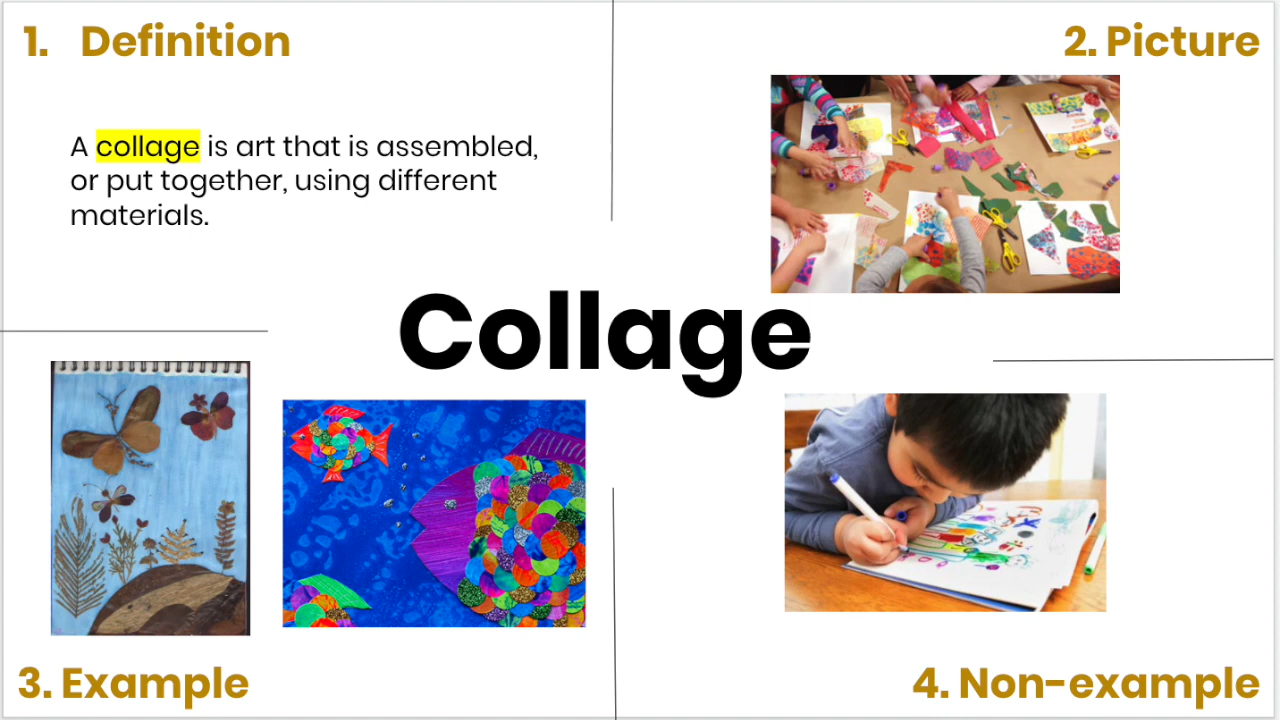 1. Definition
2. Picture
A collage is art that is assembled,
or put together, using different
materials.
Collage
3. Example
4. Non-example